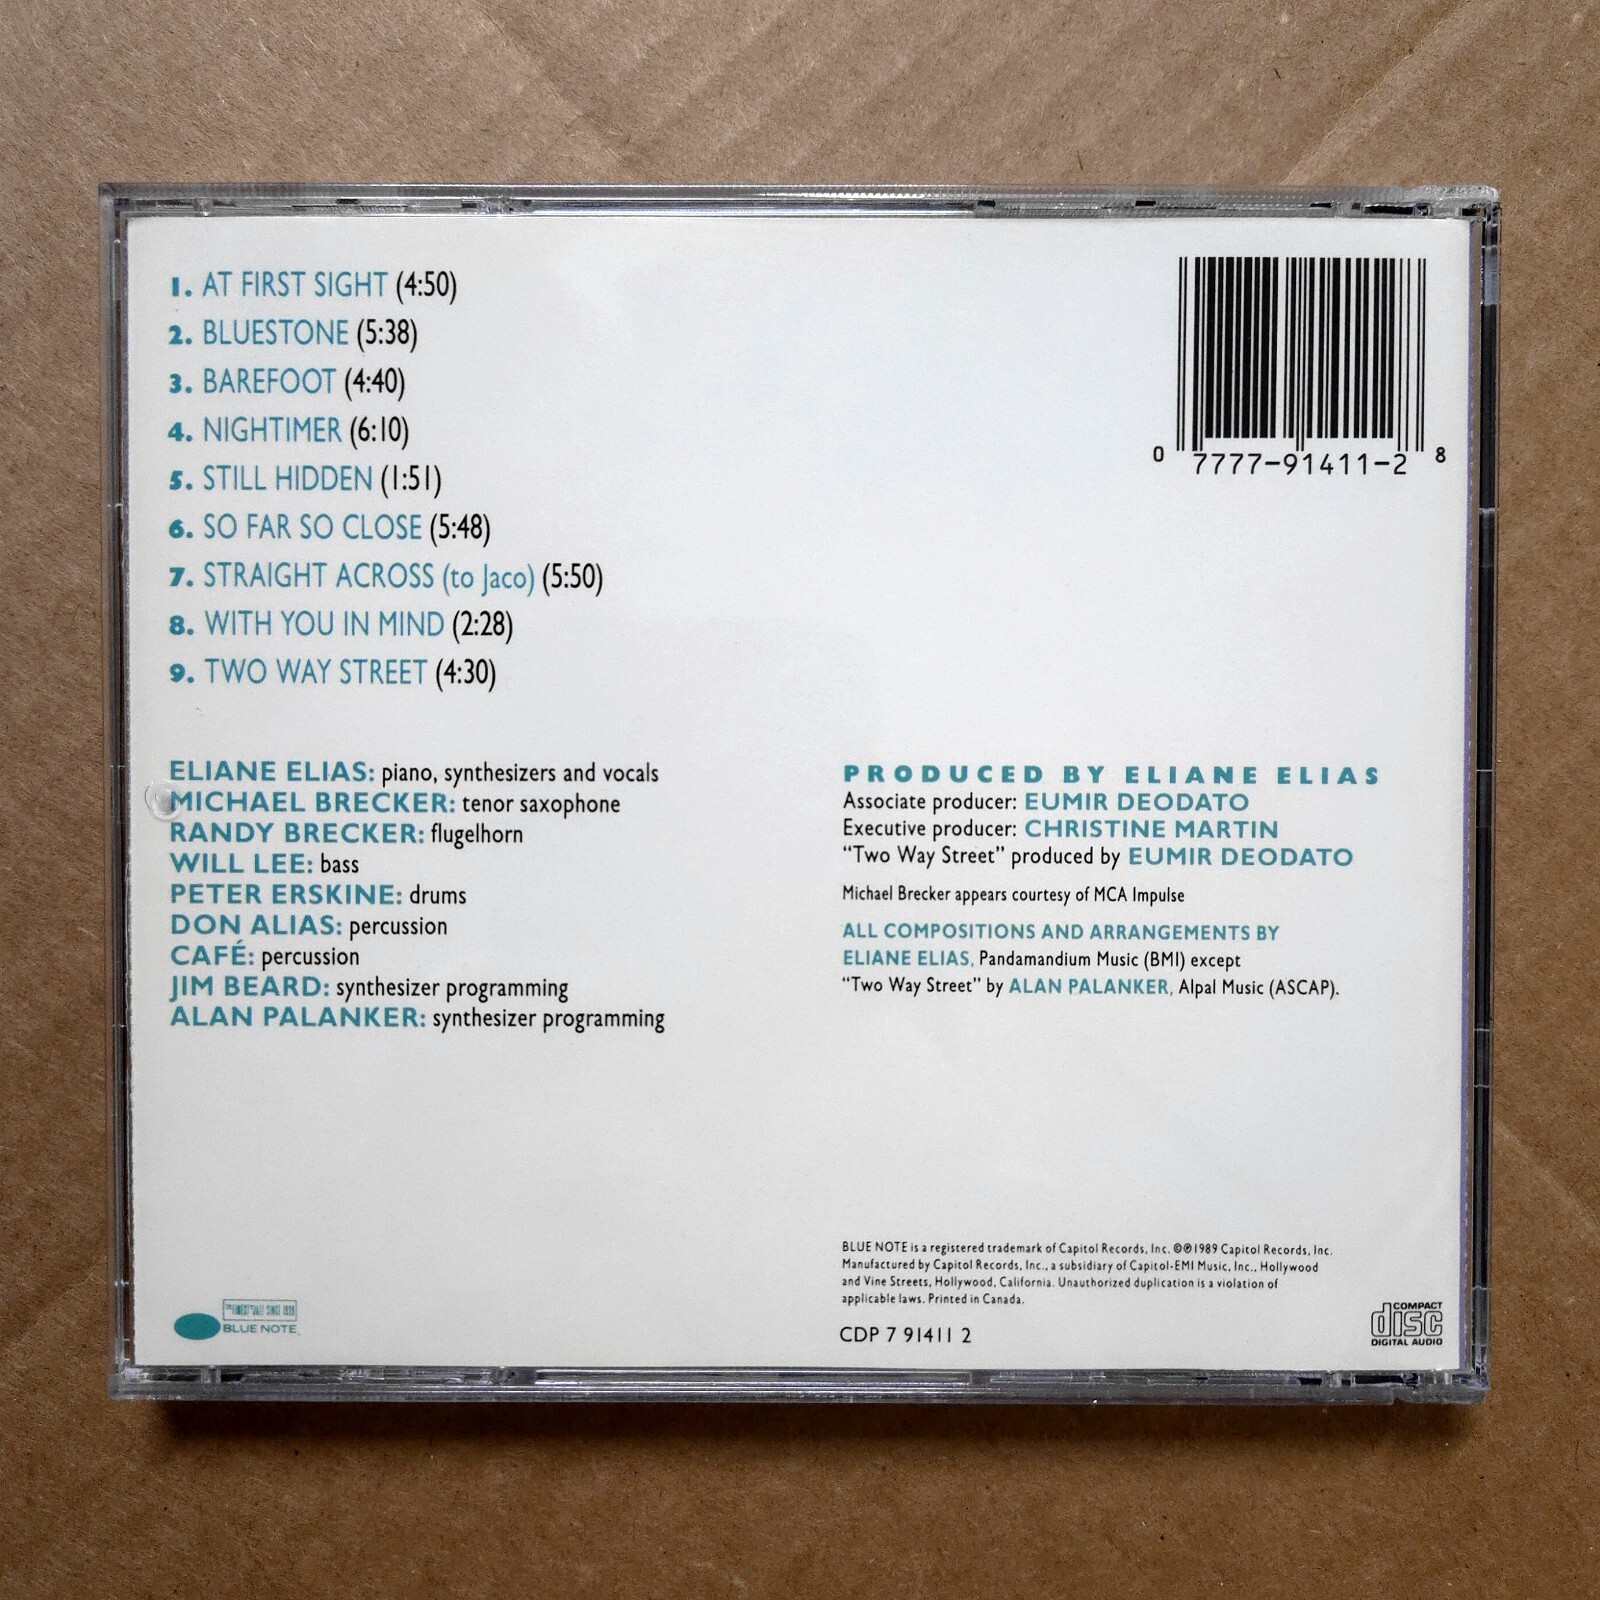 1. AT FIRST SIGHT (4:50)
2. BLUESTONE (5:38)
3. BAREFOOT (4:40)
4. NIGHTIMER (6:10)
5. STILL HIDDEN (1:51)
6. SO FAR SO CLOSE (5:48)
7. STRAIGHT ACROSS (to Jaco) (5:50)
8. WITH YOU IN MIND (2:28)
9. TWO WAY STREET (4:30)
0 7777-91411-2 8
ELIANE ELIAS: piano, synthesizers and vocals
MICHAEL BRECKER: tenor saxophone
RANDY BRECKER: flugelhorn
WILL LEE: bass
PETER ERSKINE: drums
DON ALIAS: percussion
CAFÉ: percussion
JIM BEARD: synthesizer programming
ALAN PALANKER: synthesizer programming
PRODUCED BY ELIANE ELIAS
Associate producer: EUMIR DEODATO
Executive producer: CHRISTINE MARTIN
“Two Way Street” produced by EUMIR DEODATO
Michael Brecker appears courtesy of MCA Impulse
ALL COMPOSITIONS AND ARRANGEMENTS BY
ELIANE ELIAS, Pandamandium Music (BMI) except
“Two Way Street” by ALAN PALANKER, Alpal Music (ASCAP).
BLUE NOTE is a registered trademark of Capitol Records, Inc. ©℗1989 Capitol Records, Inc.
Manufactured by Capitol Records, Inc., a subsidiary of Capitol-EMI Music, Inc., Hollywood
and Vine Streets, Hollywood, California. Unauthorized duplication is a violation of
applicable laws. Printed in Canada.
CDP 7 91411 2
THE FINEST IN JAZZ SINCE 1939
BLUE NOTE
COMPACT
disc
DIGITAL AUDIO